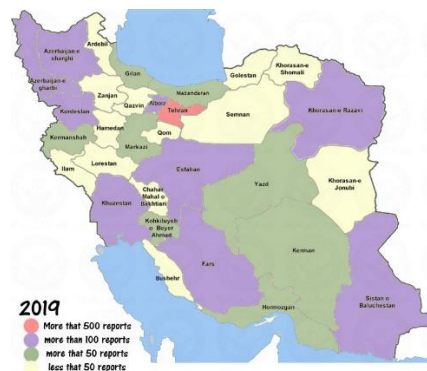 Ardebil
Azerbaijan-e
sharghi
Azerbaijan-e
gharbi
Gilan
Mazandaran
Golestan
Khorasan-e
Shomali
Zanjan
Qazvin
Alborz
Tehran
Semnan
Khorasan-e Razavi
Kordestan
Hamedan
Qom
Kermanshah
Markazi
Ilam
Lorestan
Esfahan
Yazd
Khorasan-e
Jonubi
Chahar
Mahal o
Bakhtiari
Khuzestan
Kohkiluyeh
o Boyer
Ahmad
Kerman
Fars
Bushehr
Sistan o
Baluchestan
Hormozgan
2019
More that 500 reports
more than 100 reports
more that 50 reports
less that 50 reports